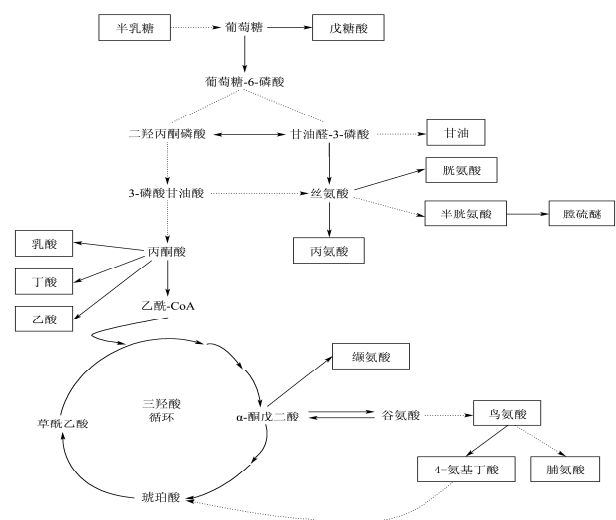 半乳糖
葡萄糖
戊糖酸
葡萄糖-6-磷酸
二羟丙酮磷酸
甘油醛-3-磷酸
甘油
胱氨酸
3-磷酸甘油酸
丝氨酸
半胱氨酸
膛硫醚
丙氨酸
乳酸
丙酮酸
丁酸
乙酸
乙酰-CoA
缬氨酸
三羟酸
循环
草酰乙酸
α-酮戊二酸
谷氨酸
鸟氨酸
4-氨基丁酸
脯氨酸
琥珀酸